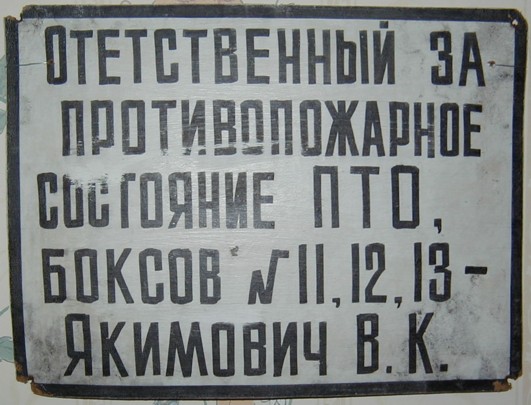 Отетственный за
противопожарное
состояние ПТО,
боксов №11,12,13-
Якимович В.К.